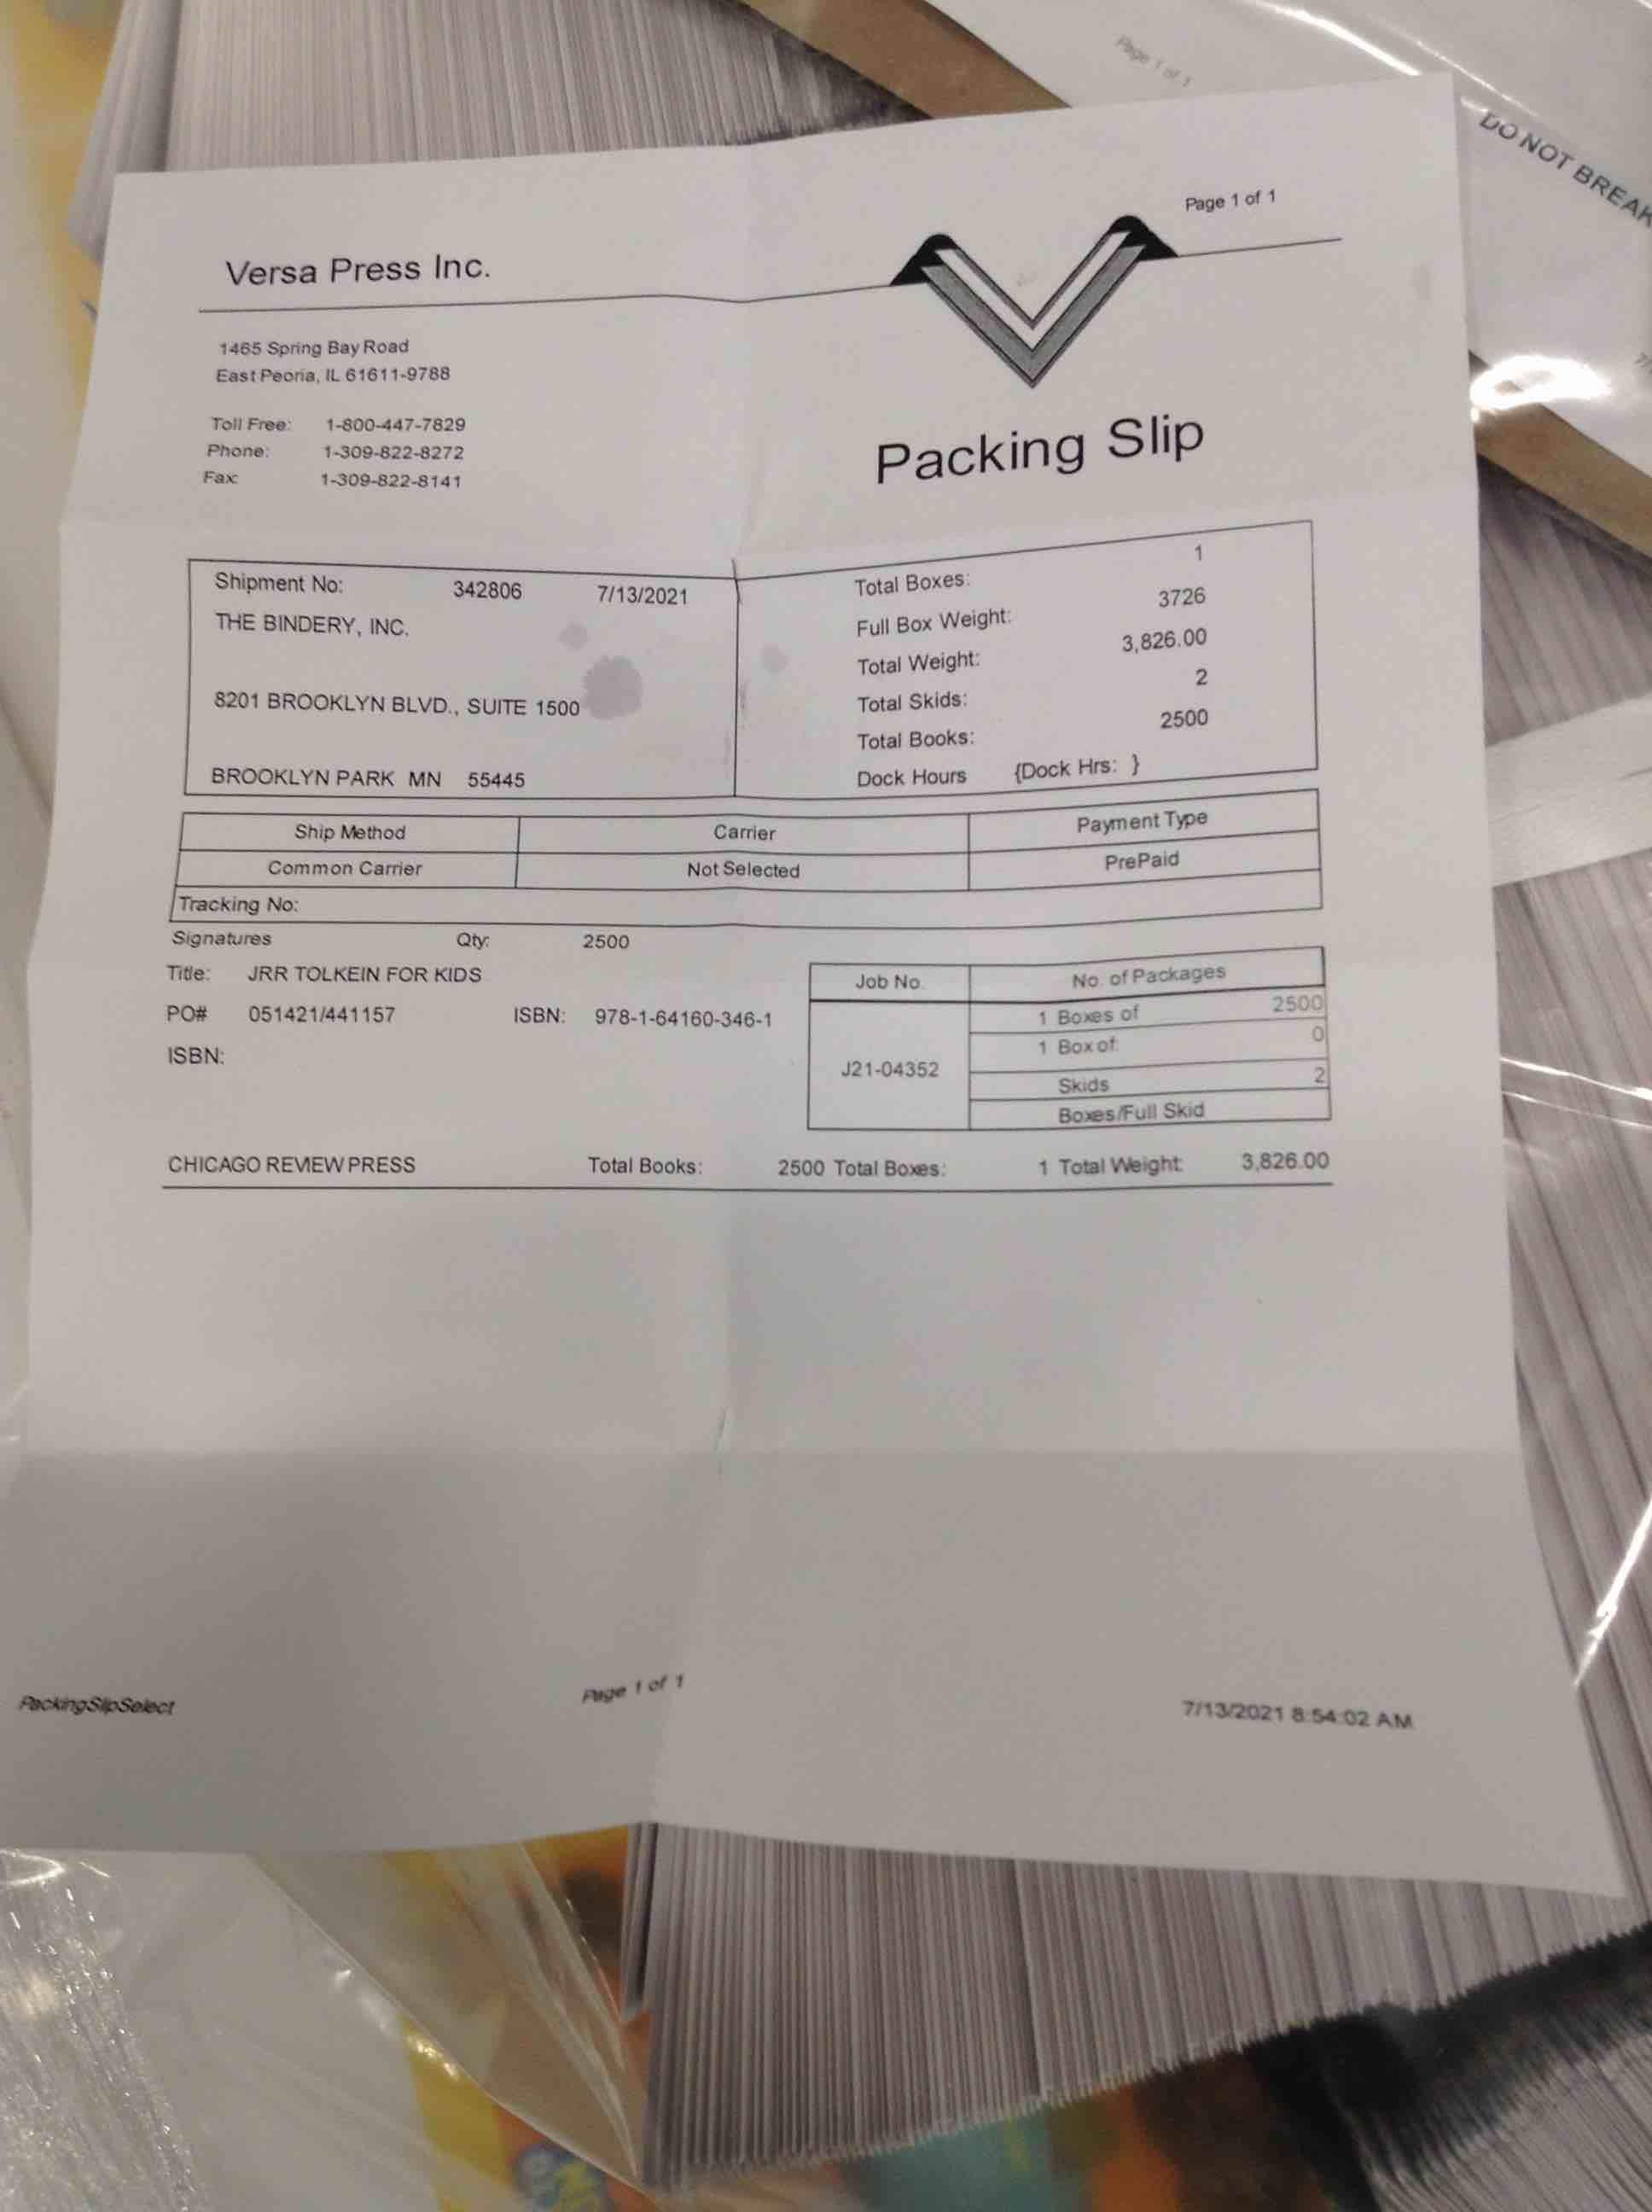 Page 1 of 1
DO NOT BREAK
Page 1 of 1
Versa Press Inc.
1465 Spring Bay Road
East Peoria, IL 61611-9788
Toll Free: 1-800-447-7829
Phone: 1-309-822-8272
Fax: 1-309-822-8141
Packing Slip
Shipment No: 342806 7/13/2021
THE BINDERY, INC.
8201 BROOKLYN BLVD., SUITE 1500
BROOKLYN PARK MN 55445
Total Boxes: 1
Full Box Weight: 3726
Total Weight: 3,826.00
Total Skids: 2
Total Books: 2500
Dock Hours {Dock Hrs: }
Ship Method Carrier Payment Type
Common Carrier Not Selected PrePaid
Tracking No:
Signatures Qty: 2500
Title: JRR TOLKEIN FOR KIDS
PO# 051421/441157 ISBN: 978-1-64160-346-1
ISBN:
Job No. No. of Packages
J21-04352
1 Boxes of 2500
1 Box of: 0
Skids 2
Boxes/Full Skid
CHICAGO REVIEW PRESS Total Books: 2500 Total Boxes: 1 Total Weight: 3,826.00
PackingSlipSelect Page 1 of 1 7/13/2021 8:54:02 AM